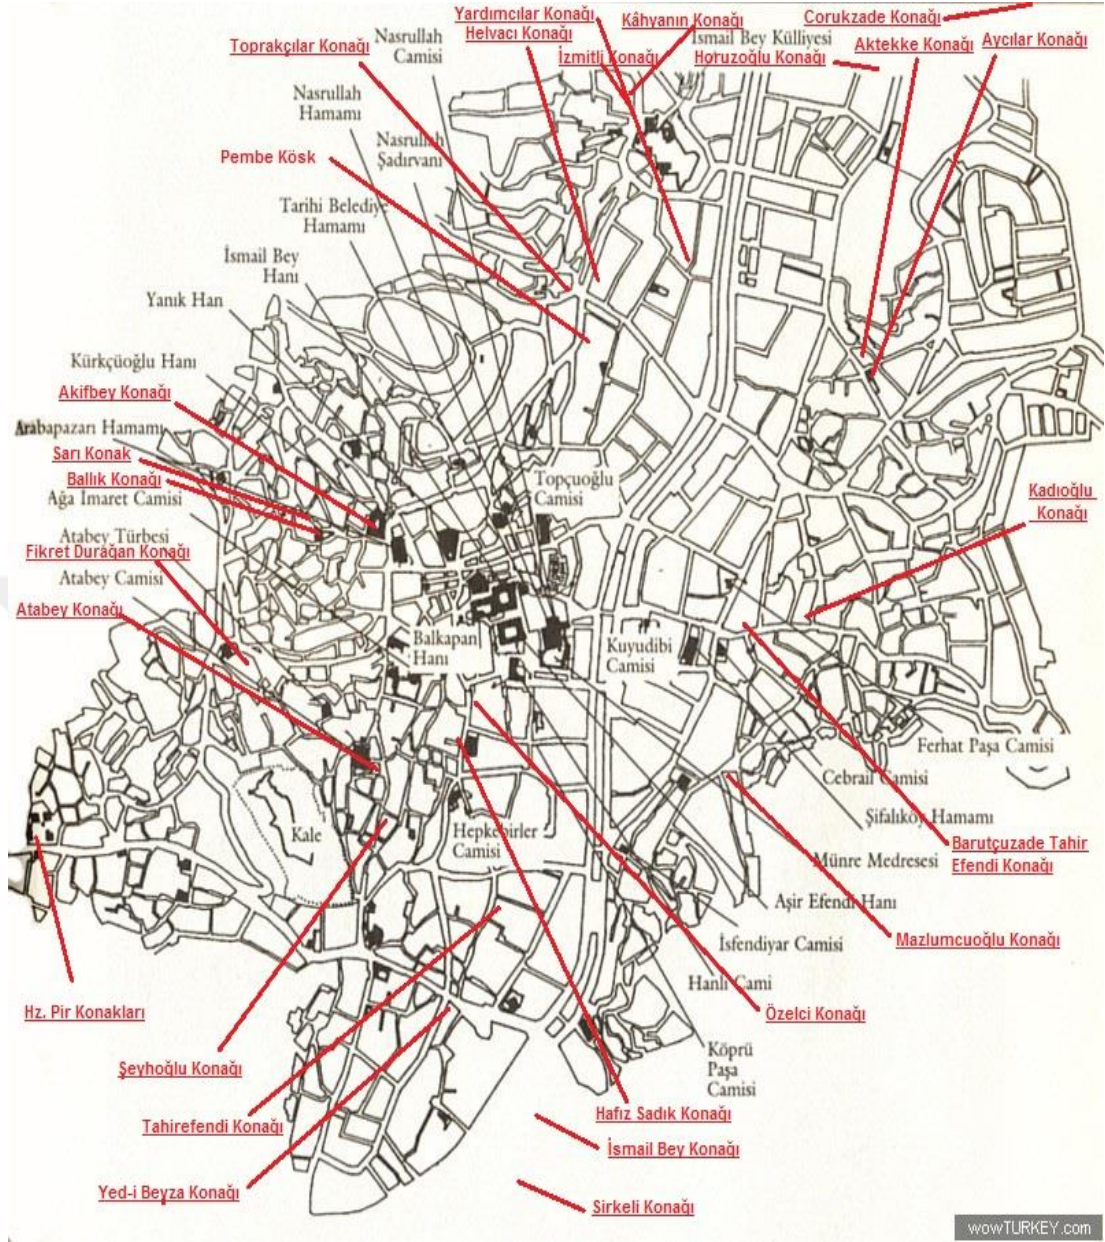 Yardımcılar Konağı
Kâhyanın Konağı
Corukzade Konağı
Nasrullah
Camisi
Toprakçılar Konağı
Helvacı Konağı
İsmail Bey Külliyesi
Aktekke Konağı
Aycılar Konağı
İzmitli Konağı
Horuzoğlu Konağı
Nasrullah
Hamamı
Nasrullah
Şadırvanı
Pembe Kösk
Tarihi Belediye
Hamamı
İsmail Bey
Hanı
Yanık Han
Kürkçüoğlu Hanı
Akifbey Konağı
Arabapazarı Hamamı
Sarı Konak
Ballık Konağı
Topçuoğlu
Camisi
Ağa İmaret Camisi
Kadıoğlu
Konağı
Atabey Türbesi
Fikret Durağan Konağı
Atabey Camisi
Atabey Konağı
Balkapan
Hanı
Kuyudibi
Camisi
Ferhat Paşa Camisi
Cebrail Camisi
Şifalıköy Hamamı
Kale
Hepkebirler
Camisi
Barutçuzade Tahir
Efendi Konağı
Münre Medresesi
Aşir Efendi Hanı
İsfendiyar Camisi
Mazlumcuoğlu Konağı
Hanlı Cami
Hz. Pir Konakları
Özelci Konağı
Şeyhoğlu Konağı
Köprü
Paşa
Camisi
Tahirefendi Konağı
Hafız Sadık Konağı
İsmail Bey Konağı
Yed-i Beyza Konağı
Sirkeli Konağı
wowTURKEY.com